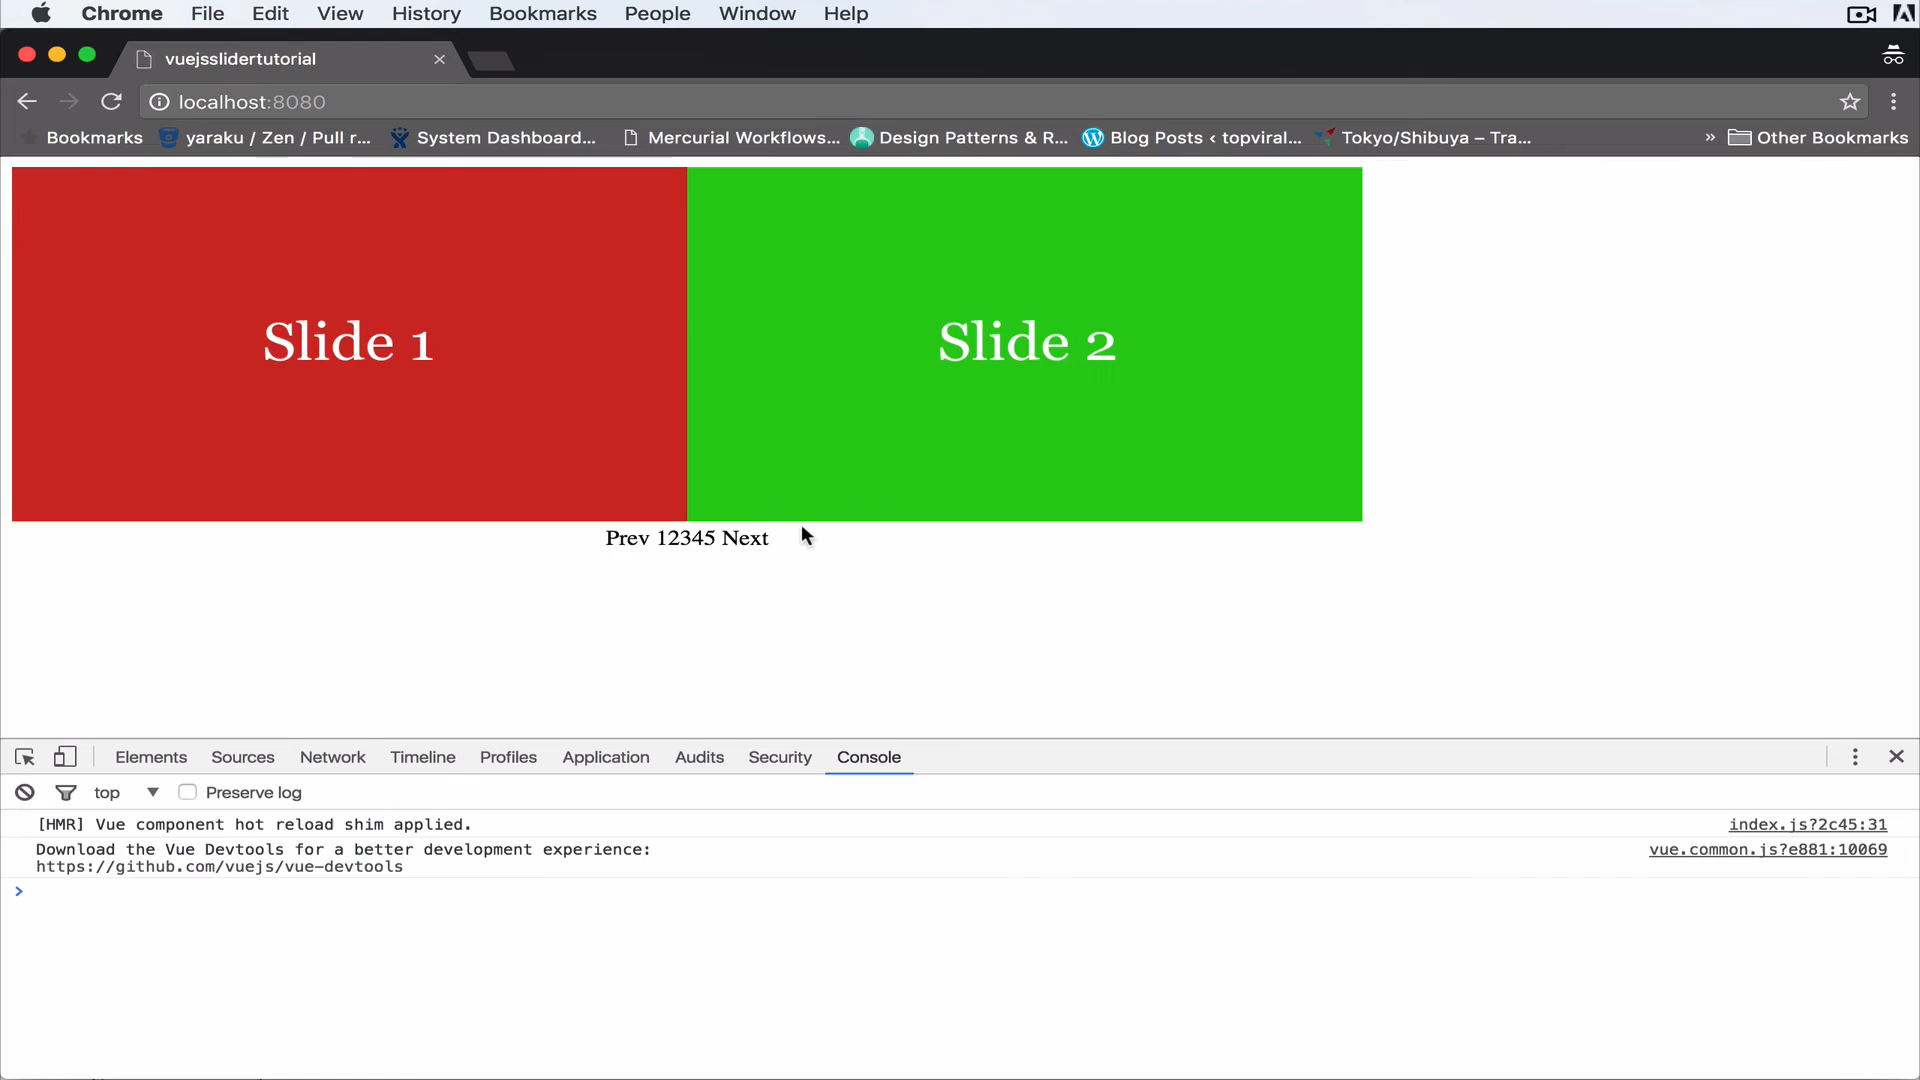 Chrome File Edit View History Bookmarks People Window Help
vuejsslidertutorial
localhost:8080
Bookmarks yaraku / Zen / Pull r... System Dashboard... Mercurial Workflows... Design Patterns & R... Blog Posts ‹ topviral... Tokyo/Shibuya – Tra... » Other Bookmarks
Slide 1 Slide 2
Prev 12345 Next
Elements Sources Network Timeline Profiles Application Audits Security Console
top Preserve log
[HMR] Vue component hot reload shim applied. index.js?2c45:31
Download the Vue Devtools for a better development experience: vue.common.js?e881:10069
https://github.com/vuejs/vue-devtools
>